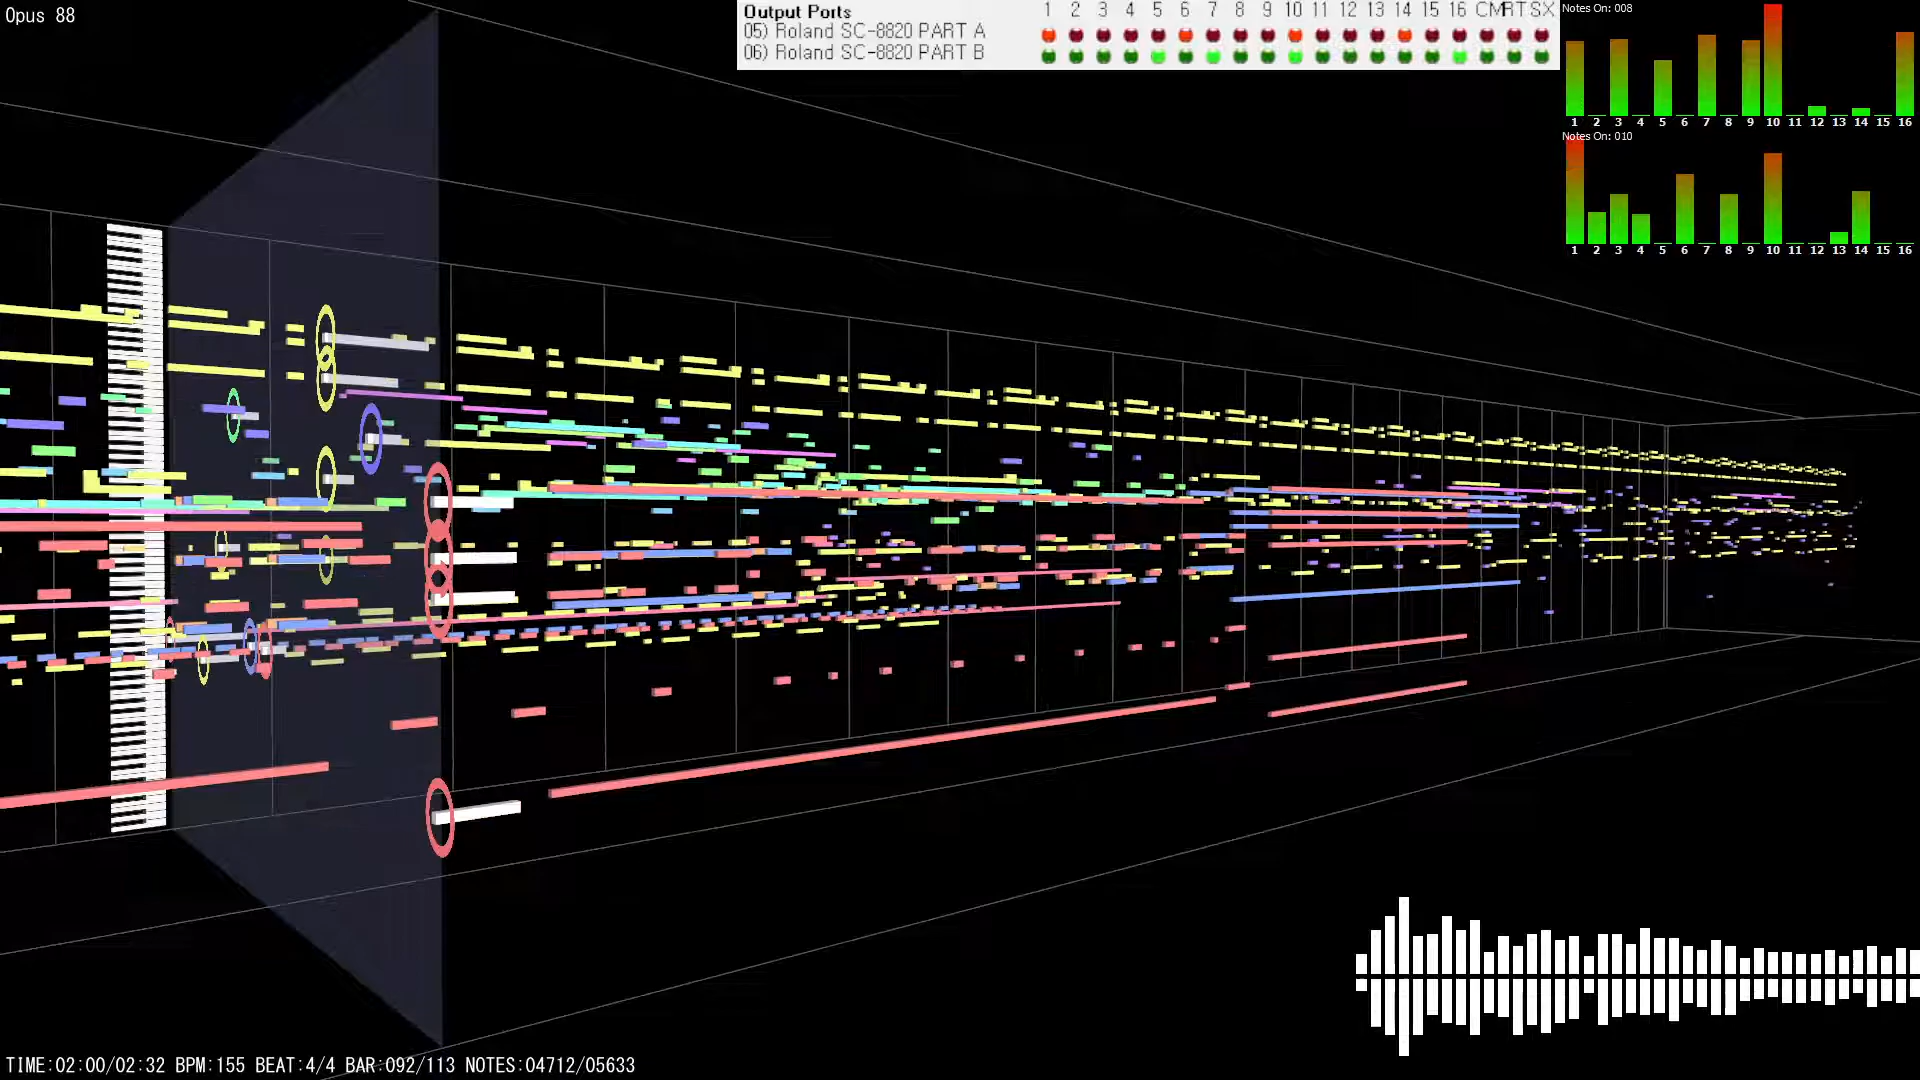 Opus 88
Output Ports 1 2 3 4 5 6 7 8 9 10 11 12 13 14 15 16 CM RT SX
05) Roland SC-8820 PART A
06) Roland SC-8820 PART B
Notes On: 008
1 2 3 4 5 6 7 8 9 10 11 12 13 14 15 16
Notes On: 010
1 2 3 4 5 6 7 8 9 10 11 12 13 14 15 16
TIME:02:00/02:32 BPM:155 BEAT:4/4 BAR:092/113 NOTES:04712/05633